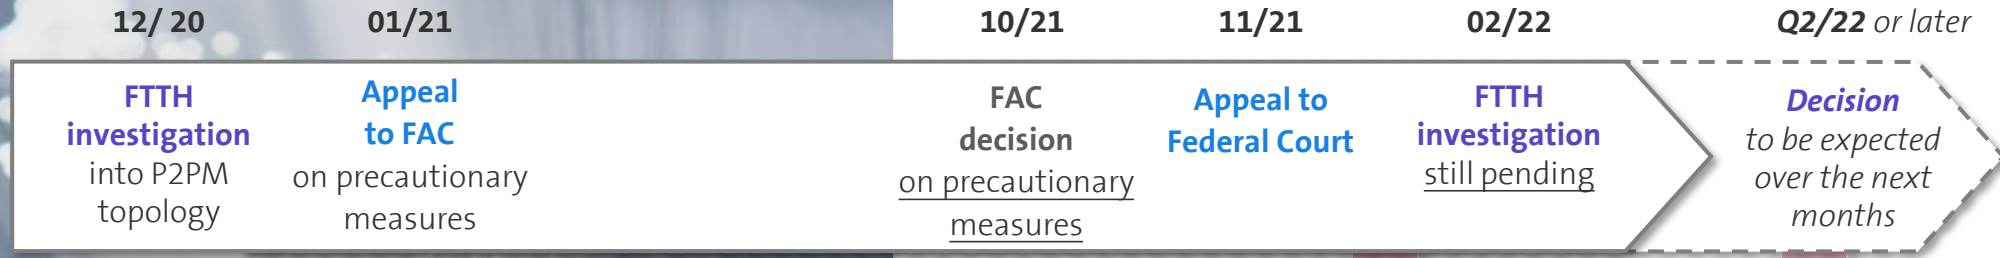 12/ 20
01/21
10/21
11/21
02/22
Q2/22 or later
FTTH
investigation
into P2PM
topology
Appeal
to FAC
on precautionary
measures
FAC
decision
on precautionary
measures
Appeal to
Federal Court
FTTH
investigation
still pending
Decision
to be expected
over the next
months